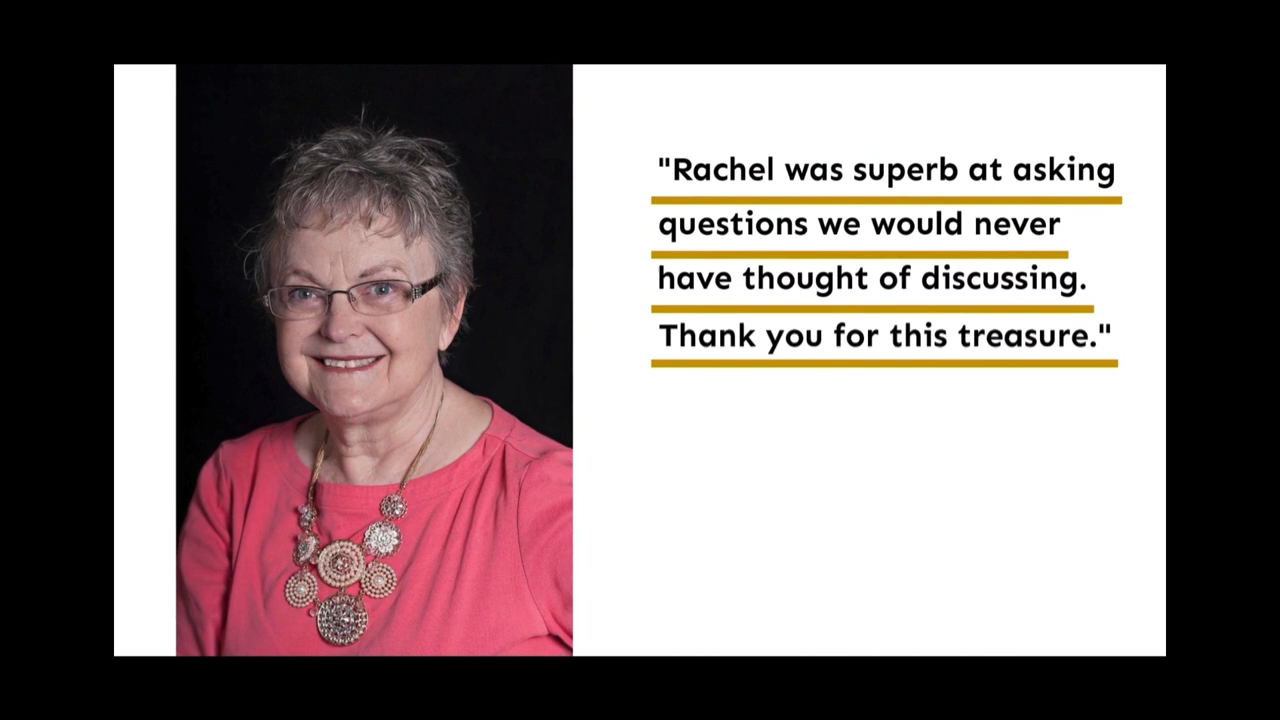 "Rachel was superb at asking
questions we would never
have thought of discussing.
Thank you for this treasure."